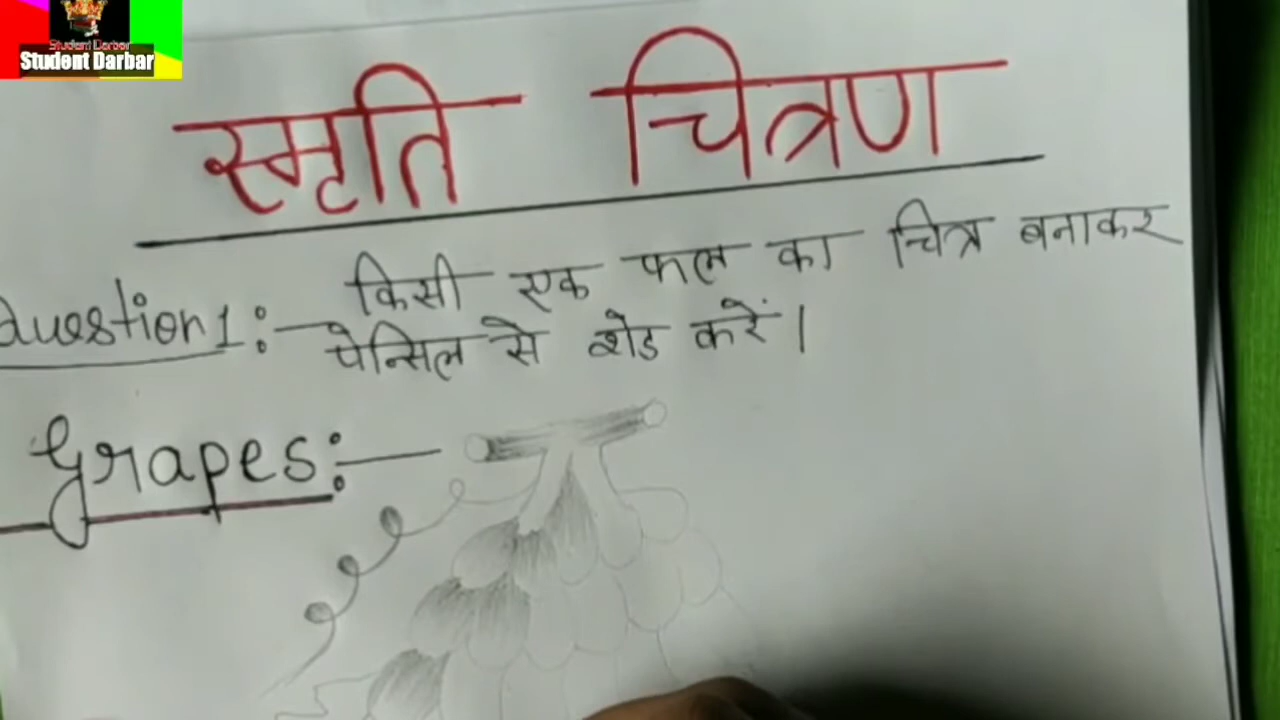 Student Darbar
Student Darbar
स्मृति चित्रण
Question 1:- किसी एक फल का चित्र बनाकर
पेन्सिल से शेड करें।
Grapes:-